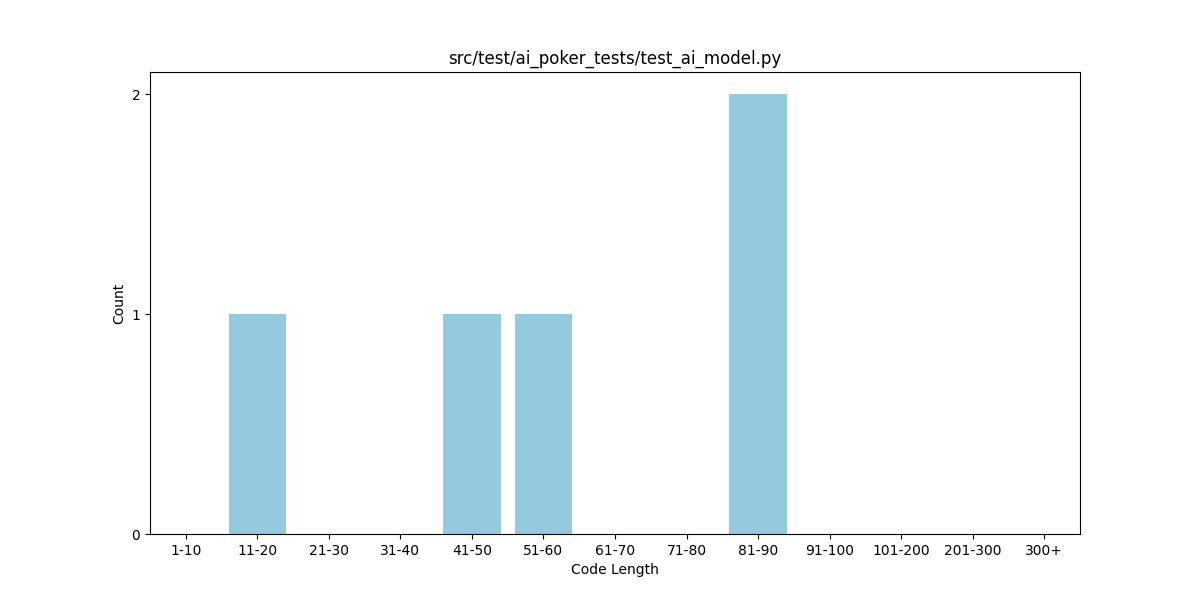 src/test/ai_poker_tests/test_ai_model.py
Count
2
1
0
1-10 11-20 21-30 31-40 41-50 51-60 61-70 71-80 81-90 91-100 101-200 201-300 300+
Code Length